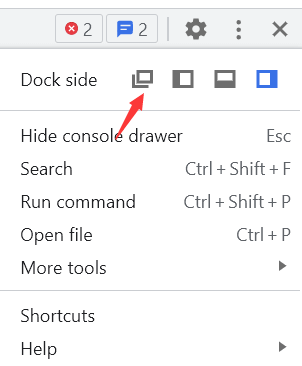 2 2
Dock side
Hide console drawer Esc
Search Ctrl + Shift + F
Run command Ctrl + Shift + P
Open file Ctrl + P
More tools
Shortcuts
Help